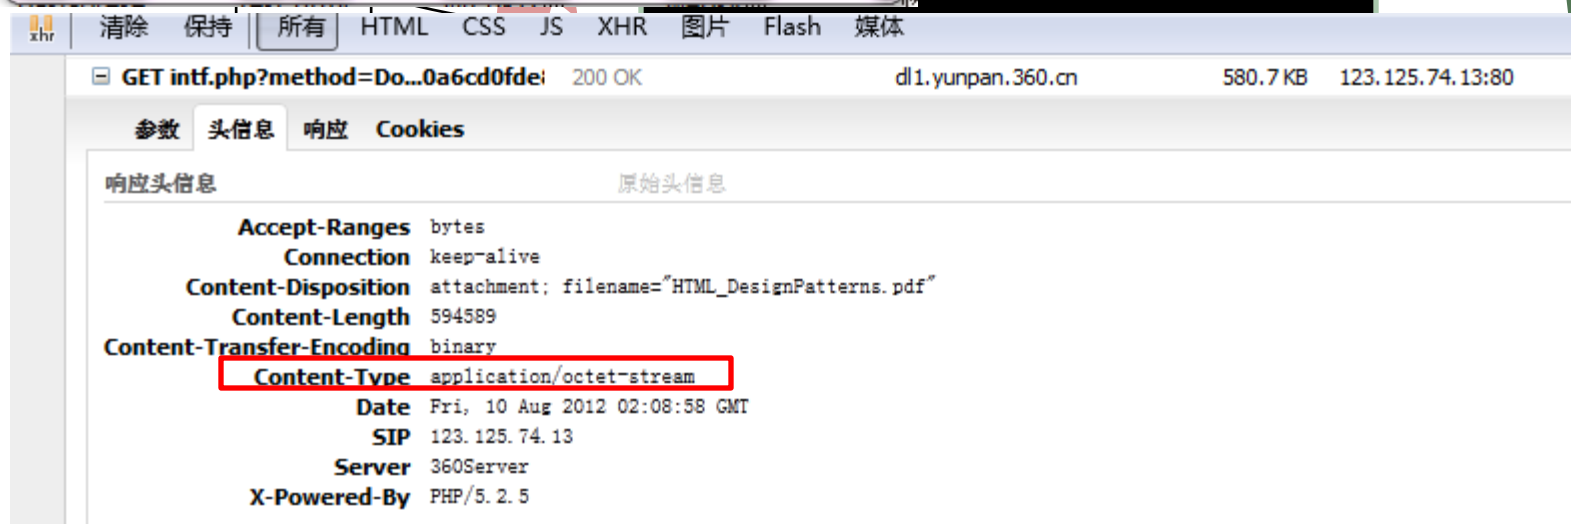 xhr 清除 保持 所有 HTML CSS JS XHR 图片 Flash 媒体
GET intf.php?method=Do...0a6cd0fde 200 OK dl1.yunpan.360.cn 580.7 KB 123.125.74.13:80
参数 头信息 响应 Cookies
响应头信息 原始头信息
Accept-Ranges bytes
Connection keep-alive
Content-Disposition attachment; filename="HTML_DesignPatterns.pdf"
Content-Length 594589
Content-Transfer-Encoding binary
Content-Type application/octet-stream
Date Fri, 10 Aug 2012 02:08:58 GMT
SIP 123.125.74.13
Server 360Server
X-Powered-By PHP/5.2.5